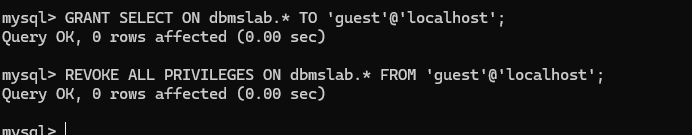 mysql> GRANT SELECT ON dbmslab.* TO 'guest'@'localhost';
Query OK, 0 rows affected (0.00 sec)
mysql> REVOKE ALL PRIVILEGES ON dbmslab.* FROM 'guest'@'localhost';
Query OK, 0 rows affected (0.00 sec)
mysql>